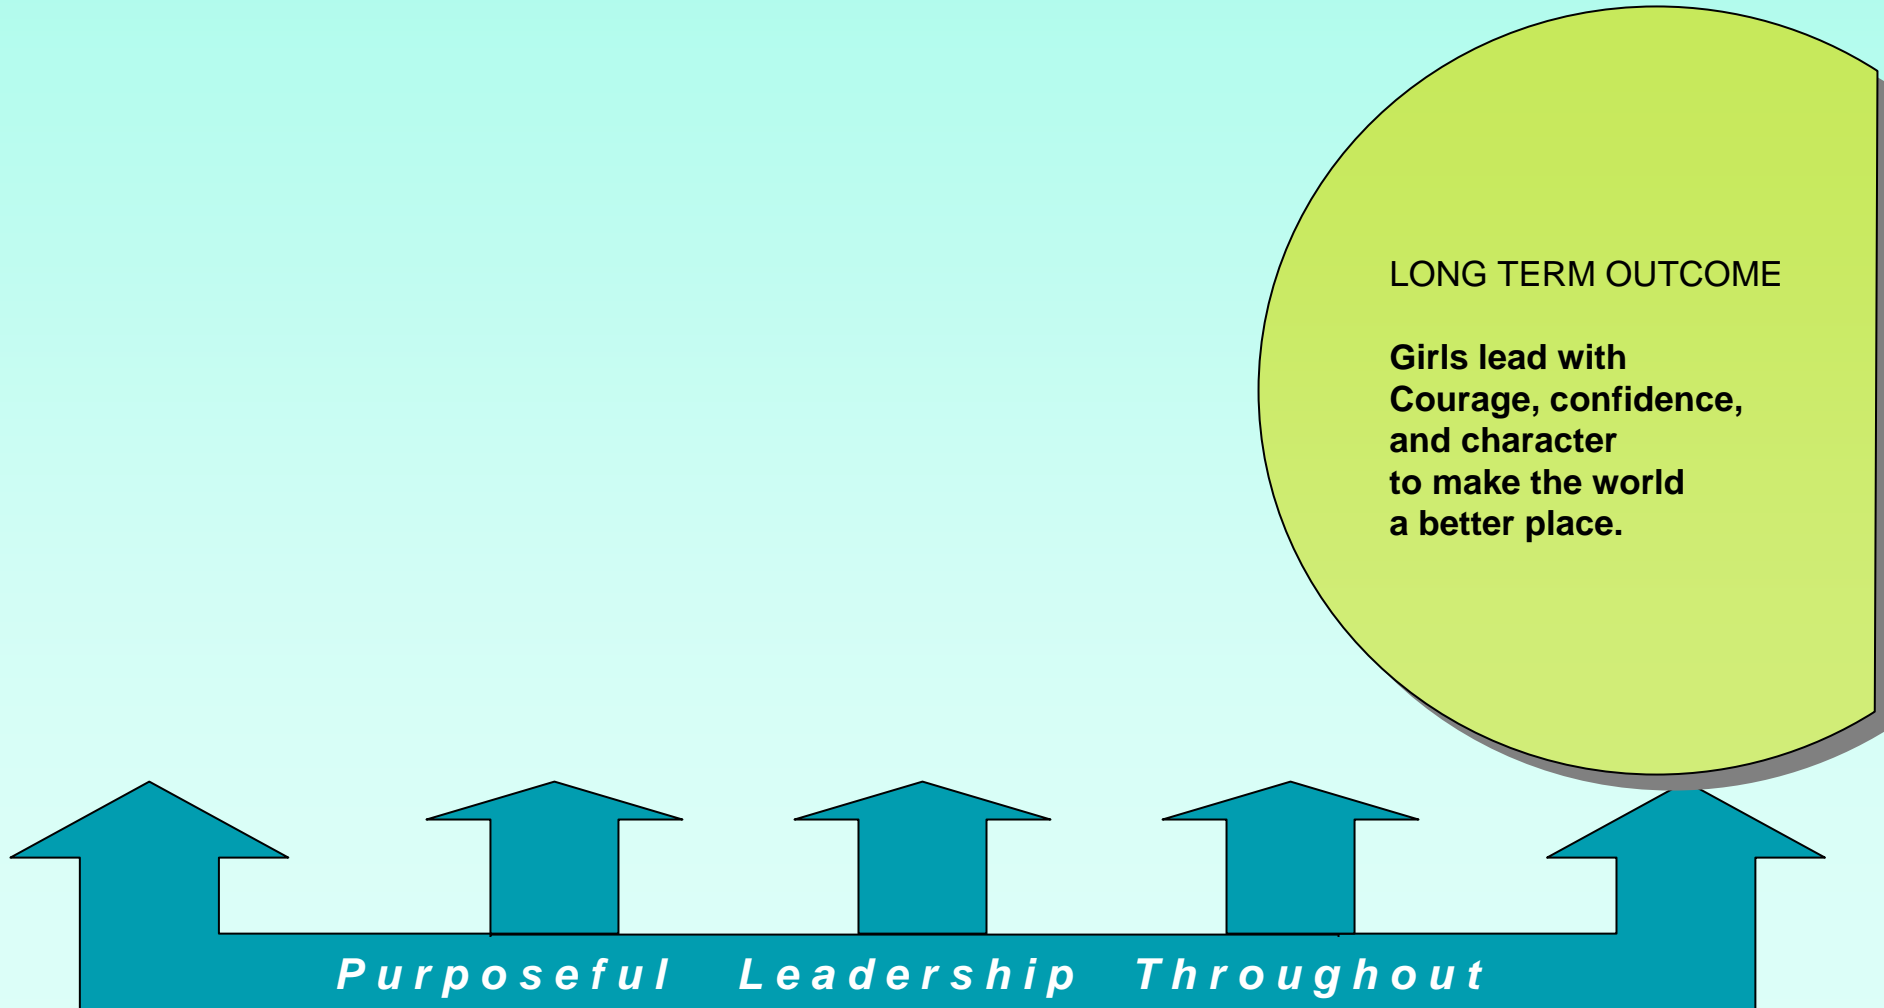 LONG TERM OUTCOME
Girls lead with
Courage, confidence,
and character
to make the world
a better place.
Purposeful Leadership Throughout